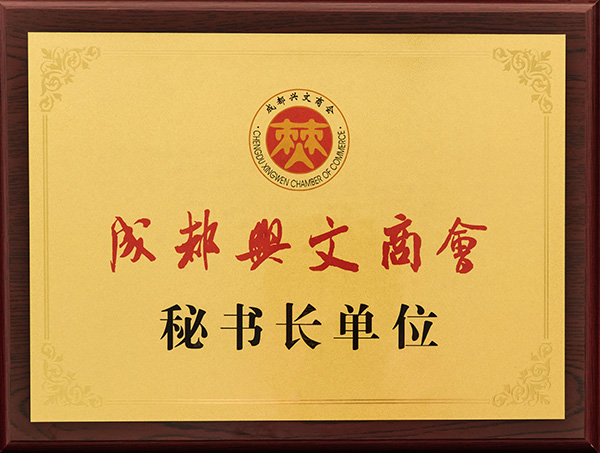 成都兴文商会
僰
·CHENGDU XINGWEN CHAMBER OF COMMERCE·
成都興文商會
秘书长单位